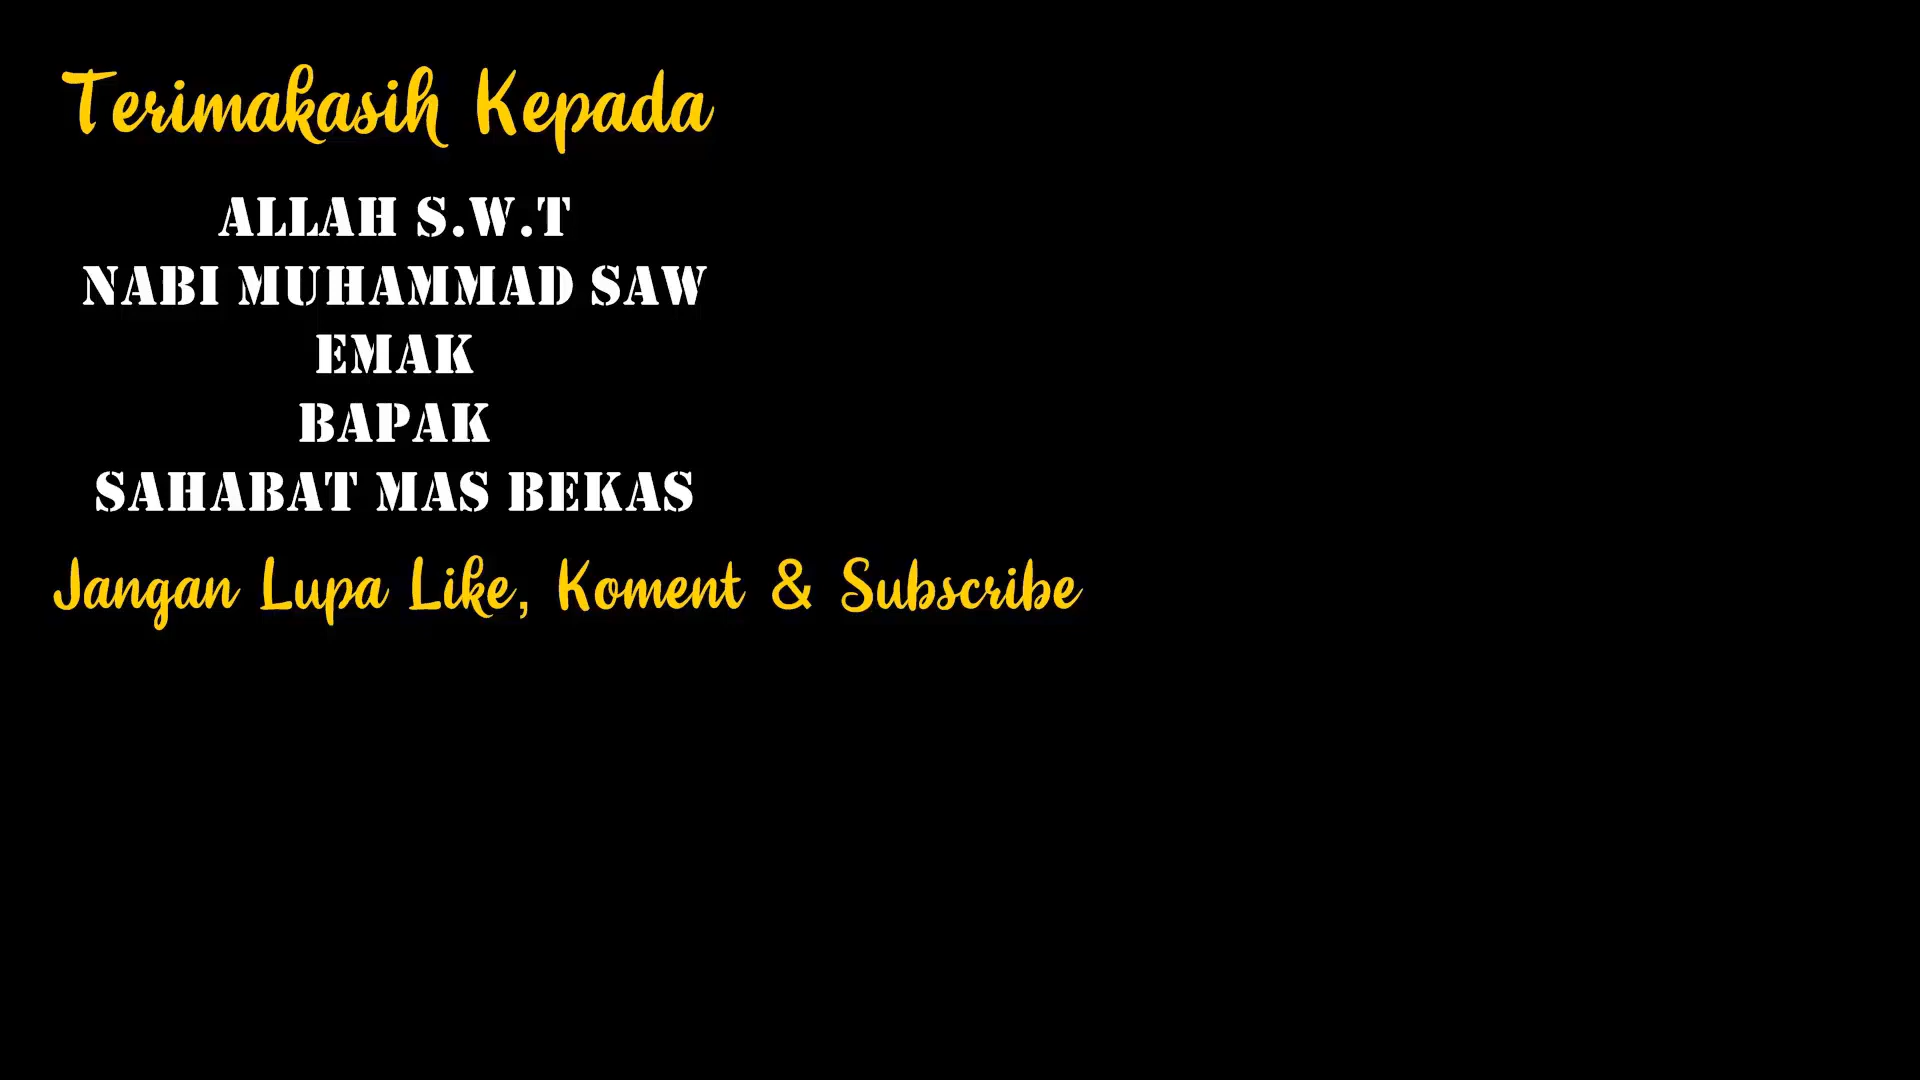 Terimakasih Kepada
ALLAH S.W.T
NABI MUHAMMAD SAW
EMAK
BAPAK
SAHABAT MAS BEKAS
Jangan Lupa Like, Koment & Subscribe